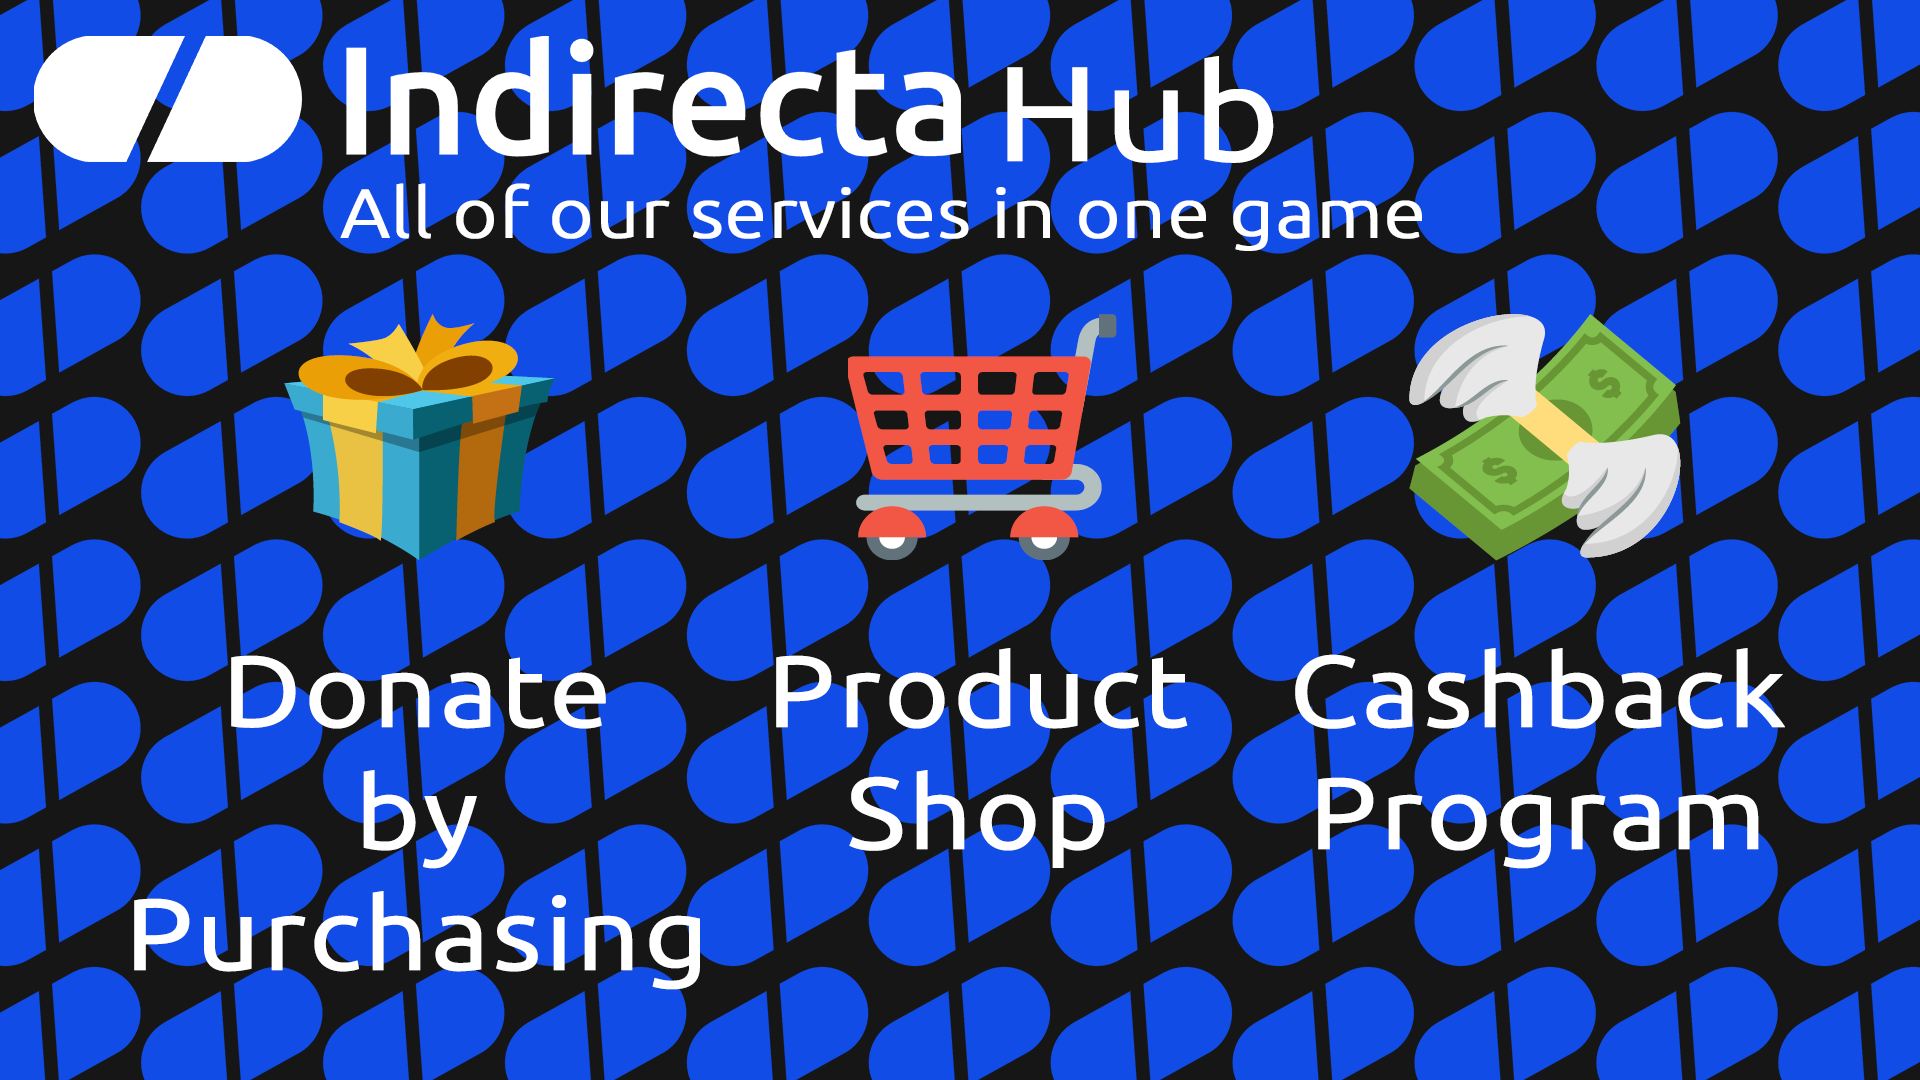 Indirecta Hub
All of our services in one game
Donate
by
Purchasing
Product
Shop
Cashback
Program